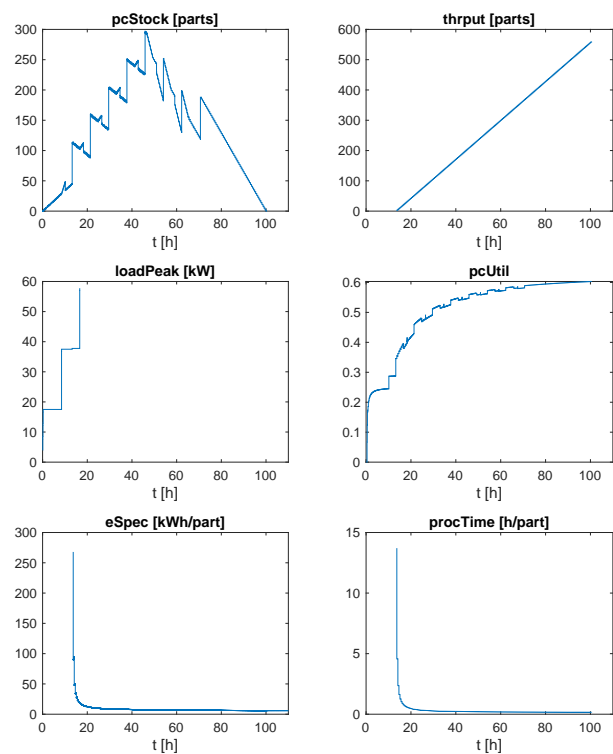 pcStock [parts]
300
250
200
150
100
50
0
0 20 40 60 80 100
t [h]
thrput [parts]
600
500
400
300
200
100
0
0 20 40 60 80 100
t [h]
loadPeak [kW]
60
50
40
30
20
10
0
0 20 40 60 80 100
t [h]
pcUtil
0.6
0.5
0.4
0.3
0.2
0.1
0
0 20 40 60 80 100
t [h]
eSpec [kWh/part]
300
250
200
150
100
50
0
0 20 40 60 80 100
t [h]
procTime [h/part]
15
10
5
0
0 20 40 60 80 100
t [h]